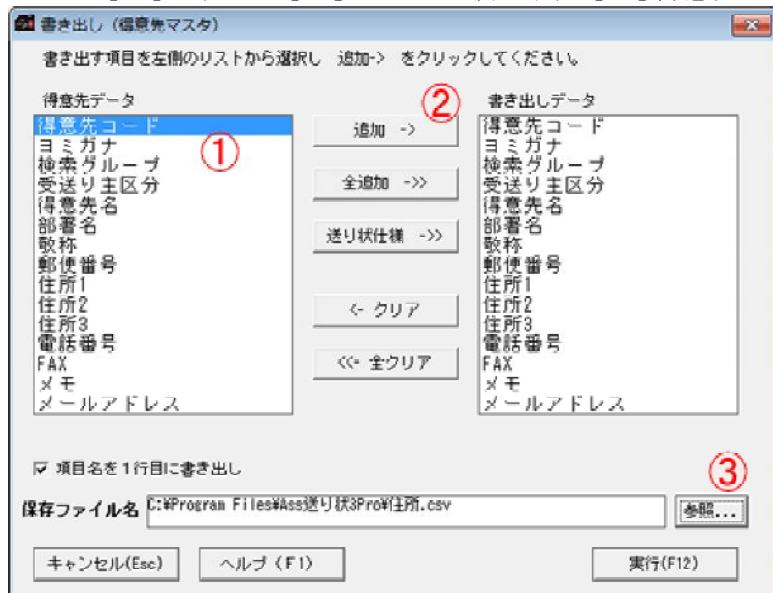 書き出し（得意先マスタ）
書き出す項目を左側のリストから選択し　追加-> をクリックしてください。
得意先データ
②
書き出しデータ
得意先コード
ヨミガナ
検索グループ
受送り主区分
得意先名
部署名
敬称
郵便番号
住所1
住所2
住所3
電話番号
FAX
メモ
メールアドレス
①
追加 ->
全追加 ->>
送り状仕様 ->>
<- クリア
<<- 全クリア
得意先コード
ヨミガナ
検索グループ
受送り主区分
得意先名
部署名
敬称
郵便番号
住所1
住所2
住所3
電話番号
FAX
メモ
メールアドレス
項目名を1行目に書き出し
③
保存ファイル名 C:¥Program Files¥Ass送り状3Pro¥住所.csv 参照...
キャンセル(Esc) ヘルプ（F1） 実行(F12)